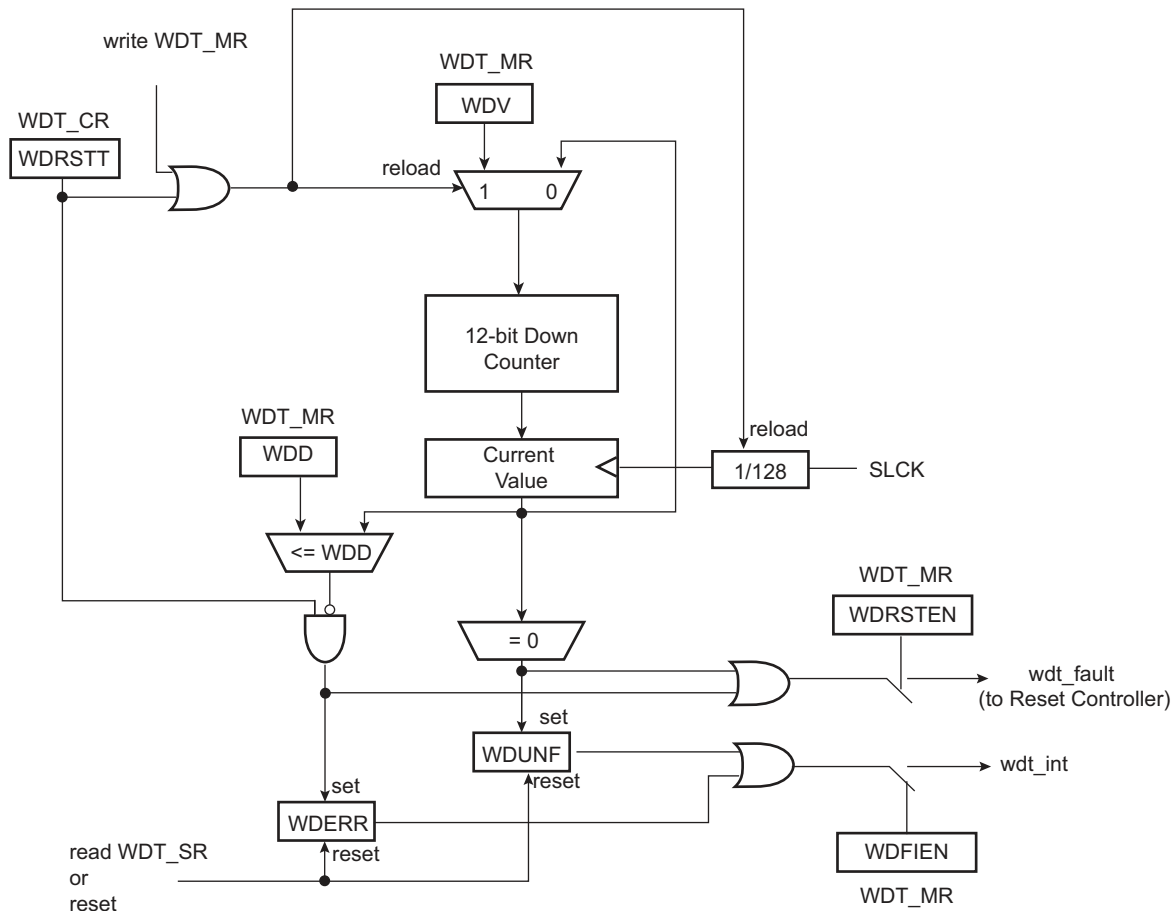 write WDT_MR
WDT_MR
WDV
WDT_CR
WDRSTT
reload
1 0
12-bit Down
Counter
WDT_MR
WDD
Current
Value
reload
1/128
SLCK
<= WDD
WDT_MR
WDRSTEN
= 0
wdt_fault
(to Reset Controller)
set
WDUNF
reset
wdt_int
set
WDERR
reset
read WDT_SR
or
reset
WDFIEN
WDT_MR